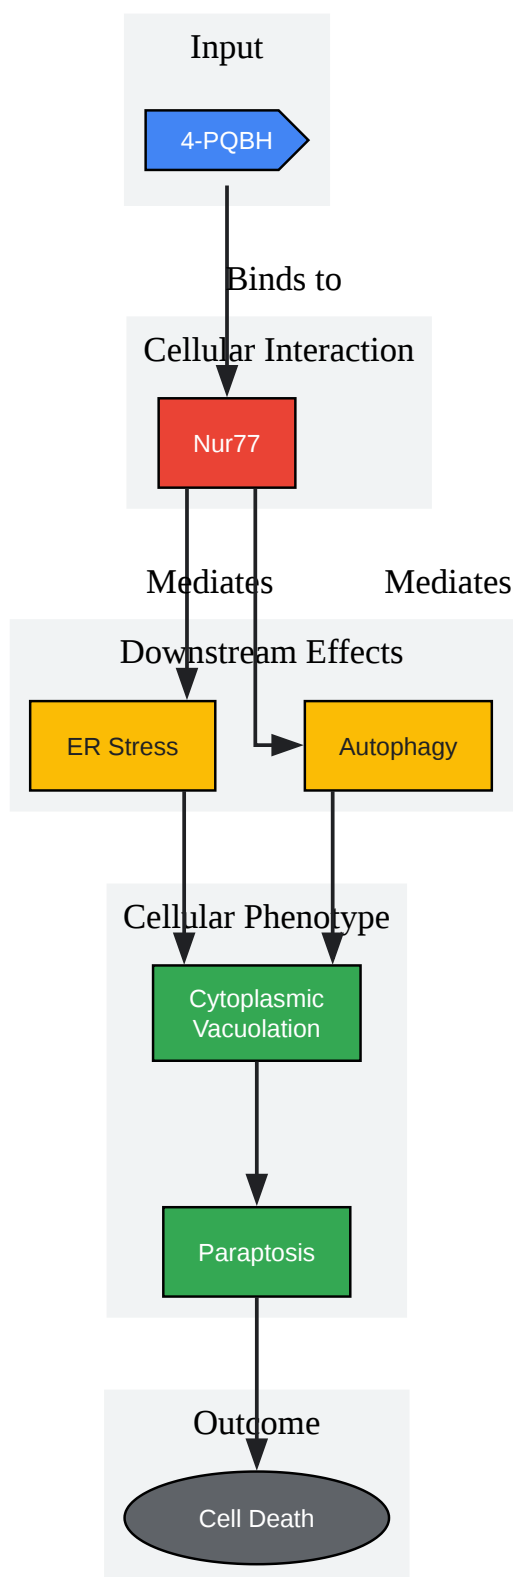 Input
4-PQBH
Binds to
Cellular Interaction
Nur77
Mediates
Mediates
Downstream Effects
ER Stress
Autophagy
Cellular Phenotype
Cytoplasmic
Vacuolation
Paraptosis
Outcome
Cell Death